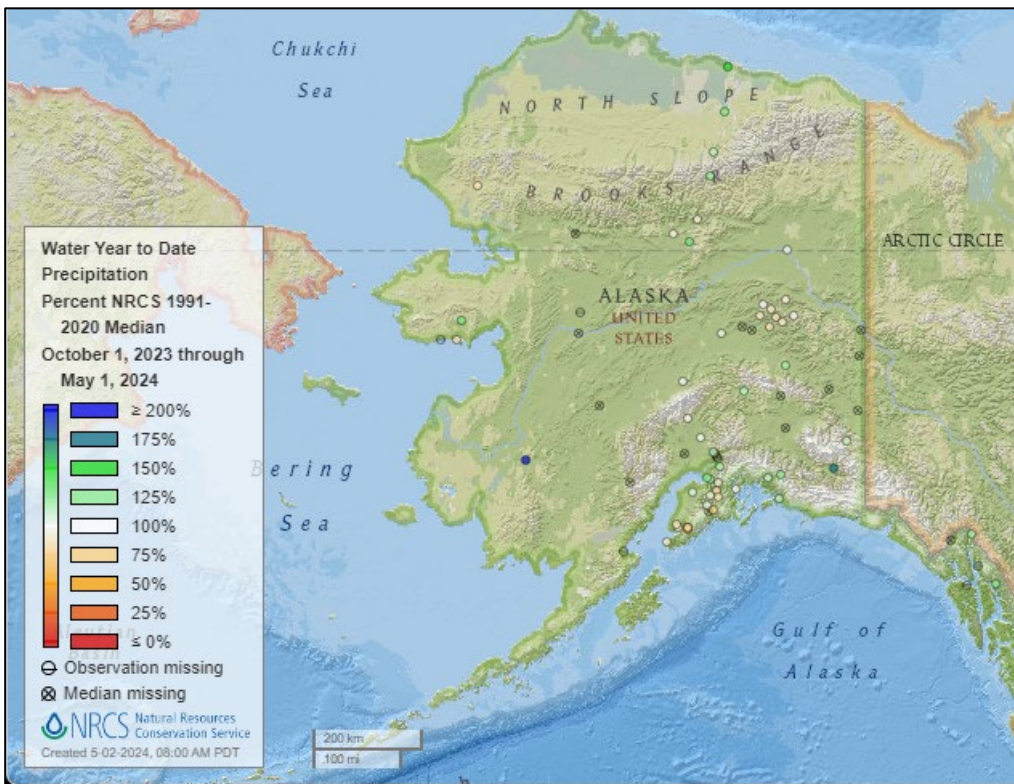 Chukchi
Sea
NORTH SLOPE
BROOKS RANGE
ARCTIC CIRCLE
ALASKA
UNITED
STATES
Bering
Sea
Gulf of
Alaska
Water Year to Date
Precipitation
Percent NRCS 1991-
2020 Median
October 1, 2023 through
May 1, 2024
≥ 200%
175%
150%
125%
100%
75%
50%
25%
≤ 0%
Aleutian
Basin
Observation missing
Median missing
NRCS Natural Resources
Conservation Service
Created 5-02-2024, 08:00 AM PDT
200 km
100 mi